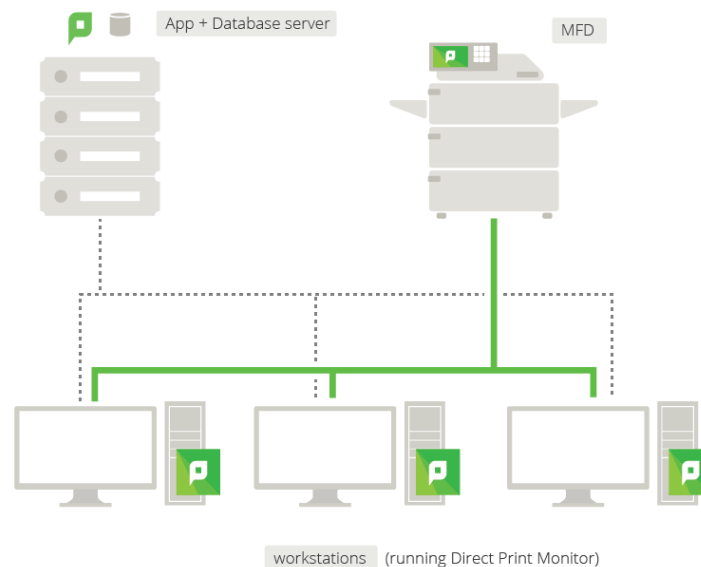 App + Database server
MFD
workstations (running Direct Print Monitor)